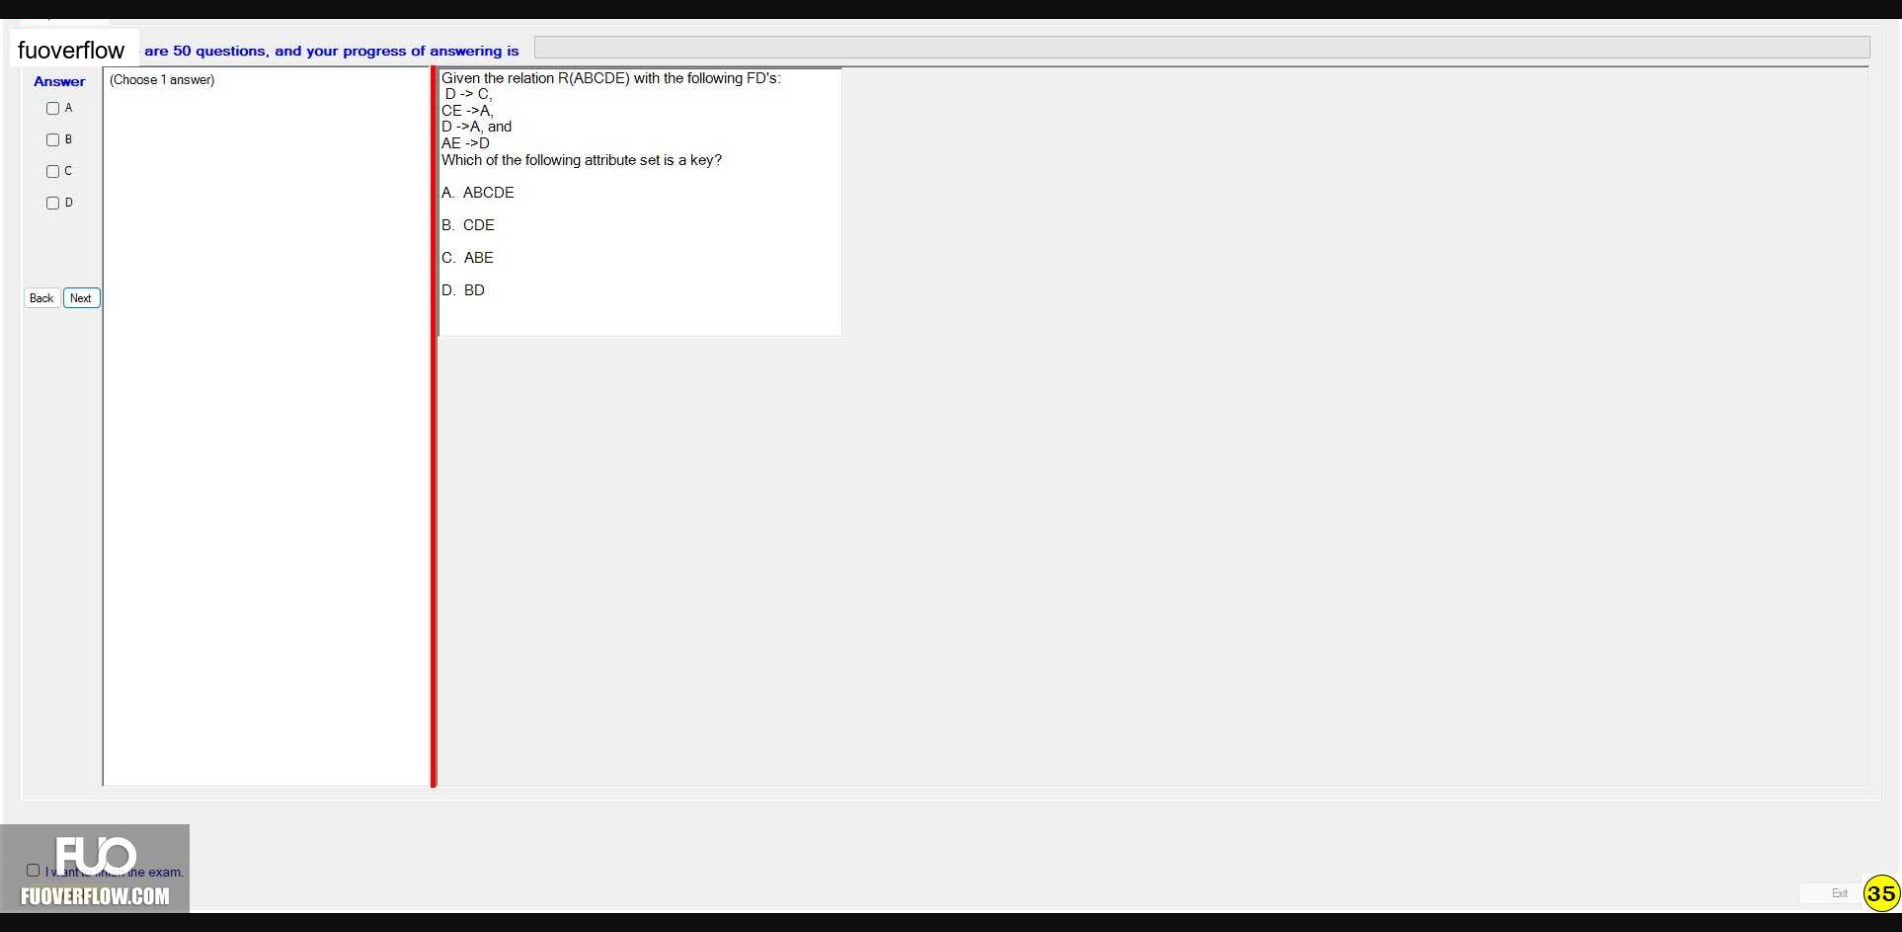 fuoverflow are 50 questions, and your progress of answering is
Answer
(Choose 1 answer)
A
B
C
D
Back Next
Given the relation R(ABCDE) with the following FD's:
D -> C,
CE ->A,
D ->A, and
AE ->D
Which of the following attribute set is a key?
A. ABCDE
B. CDE
C. ABE
D. BD
FUO
the exam.
FUOVERFLOW.COM
Exit
35